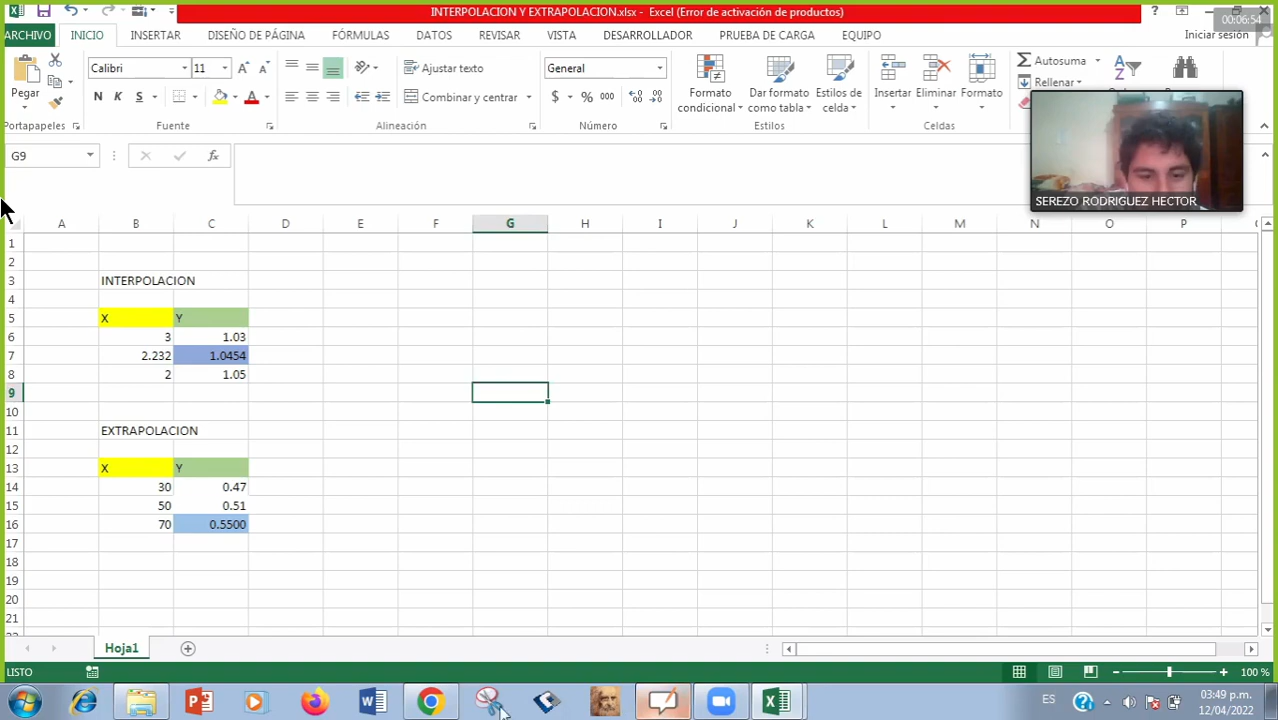 INTERPOLACION Y EXTRAPOLACION.xlsx - Excel (Error de activación de productos)
?
00:06:54
ARCHIVO INICIO INSERTAR DISEÑO DE PÁGINA FÓRMULAS DATOS REVISAR VISTA DESARROLLADOR PRUEBA DE CARGA EQUIPO Iniciar sesión
Calibri 11 Ajustar texto General Autosuma
Pegar N K S Combinar y centrar $ % 000 Formato condicional Dar formato como tabla Estilos de celda Insertar Eliminar Formato Rellenar
Portapapeles Fuente Alineación Número Estilos Celdas
G9 fx
SEREZO RODRIGUEZ HECTOR
A B C D E F G H I J K L M N O P
1
2
3 INTERPOLACION
4
5 X Y
6 3 1.03
7 2.232 1.0454
8 2 1.05
9
10
11 EXTRAPOLACION
12
13 X Y
14 30 0.47
15 50 0.51
16 70 0.5500
17
18
19
20
21
Hoja1
LISTO 100 %
ES 03:49 p.m.
12/04/2022